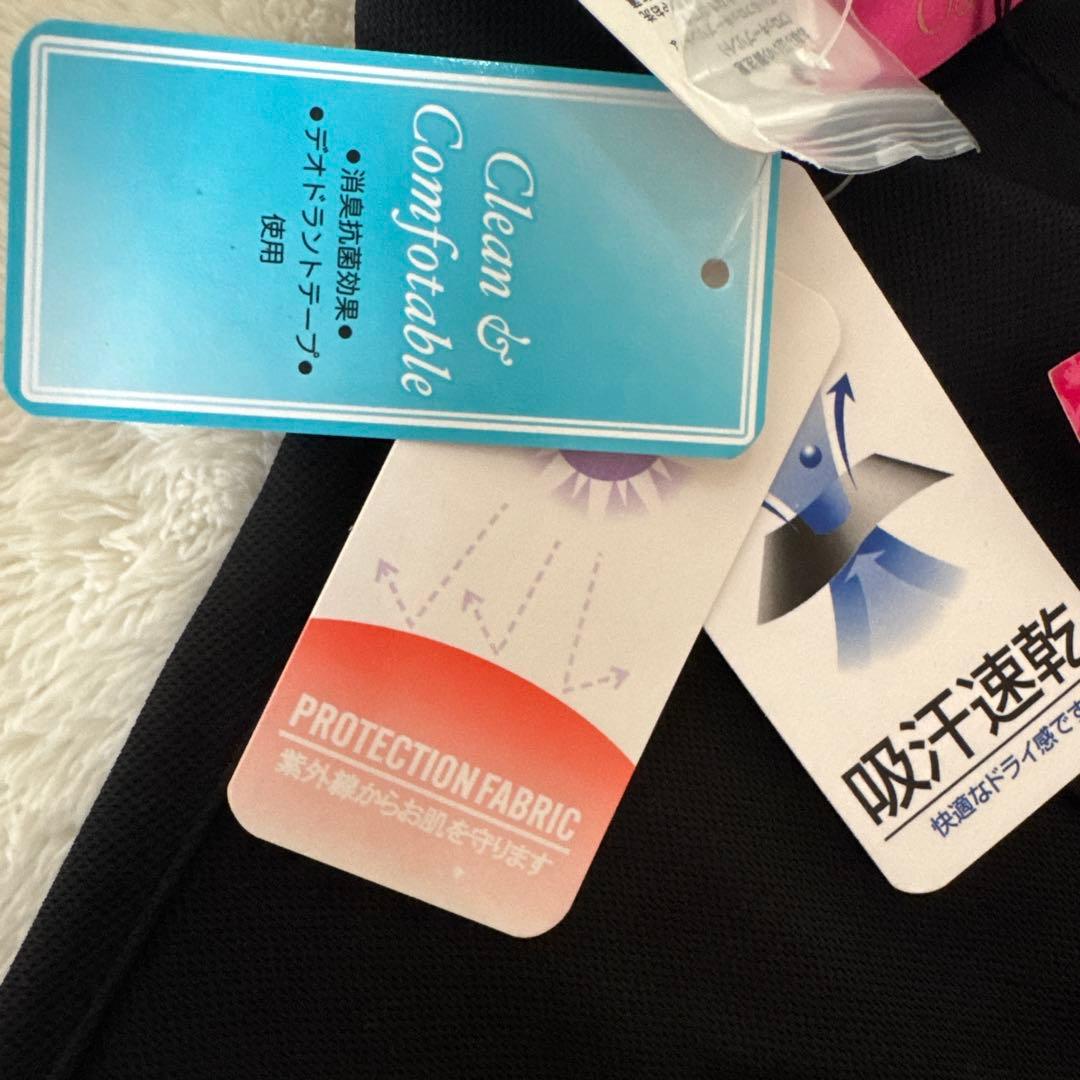 Clean &
Comfotable
●消臭抗菌効果●
●デオドラントテープ●
使用
PROTECTION FABRIC
紫外線からお肌を守ります
吸汗速乾
快適なドライ感です